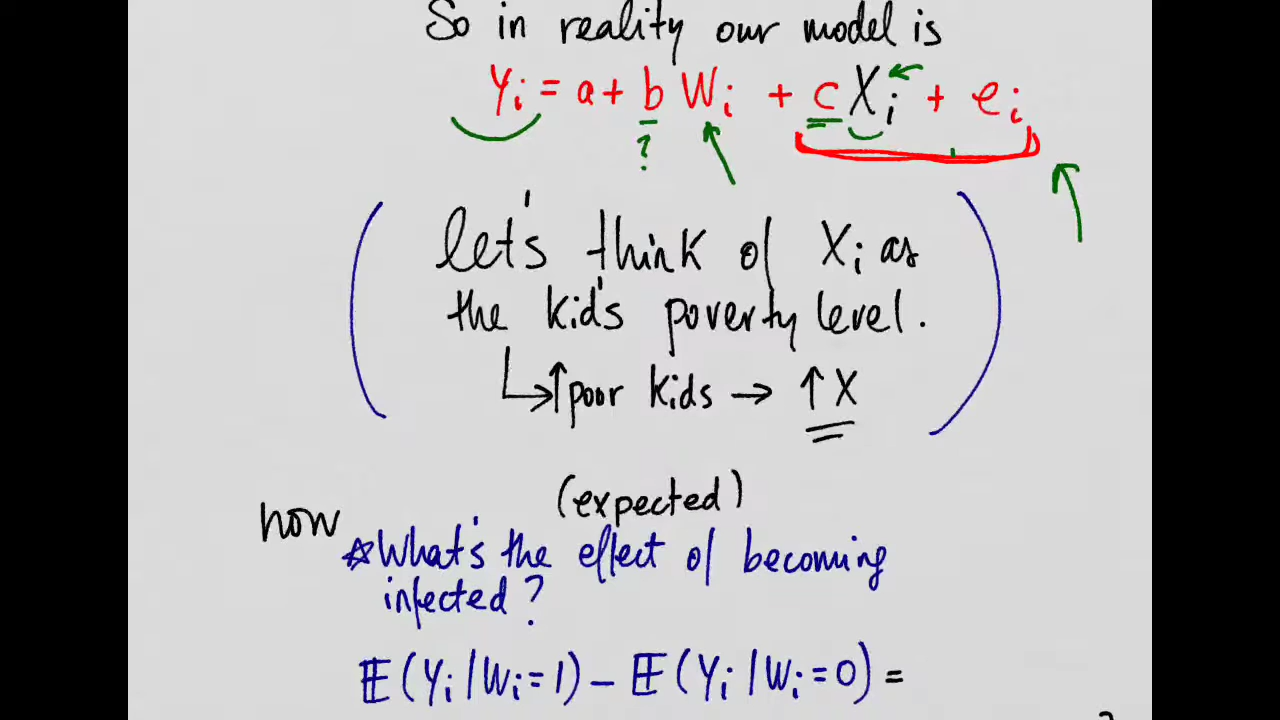 So in reality our model is
Yi = a + b Wi + c Xi + ei
?
let's think of Xi as
the kid's poverty level.
↳ ↑ poor kids → ↑ X
(expected)
now
*What's the effect of becoming
infected?
E(Yi | Wi = 1) − E(Yi | Wi = 0) =